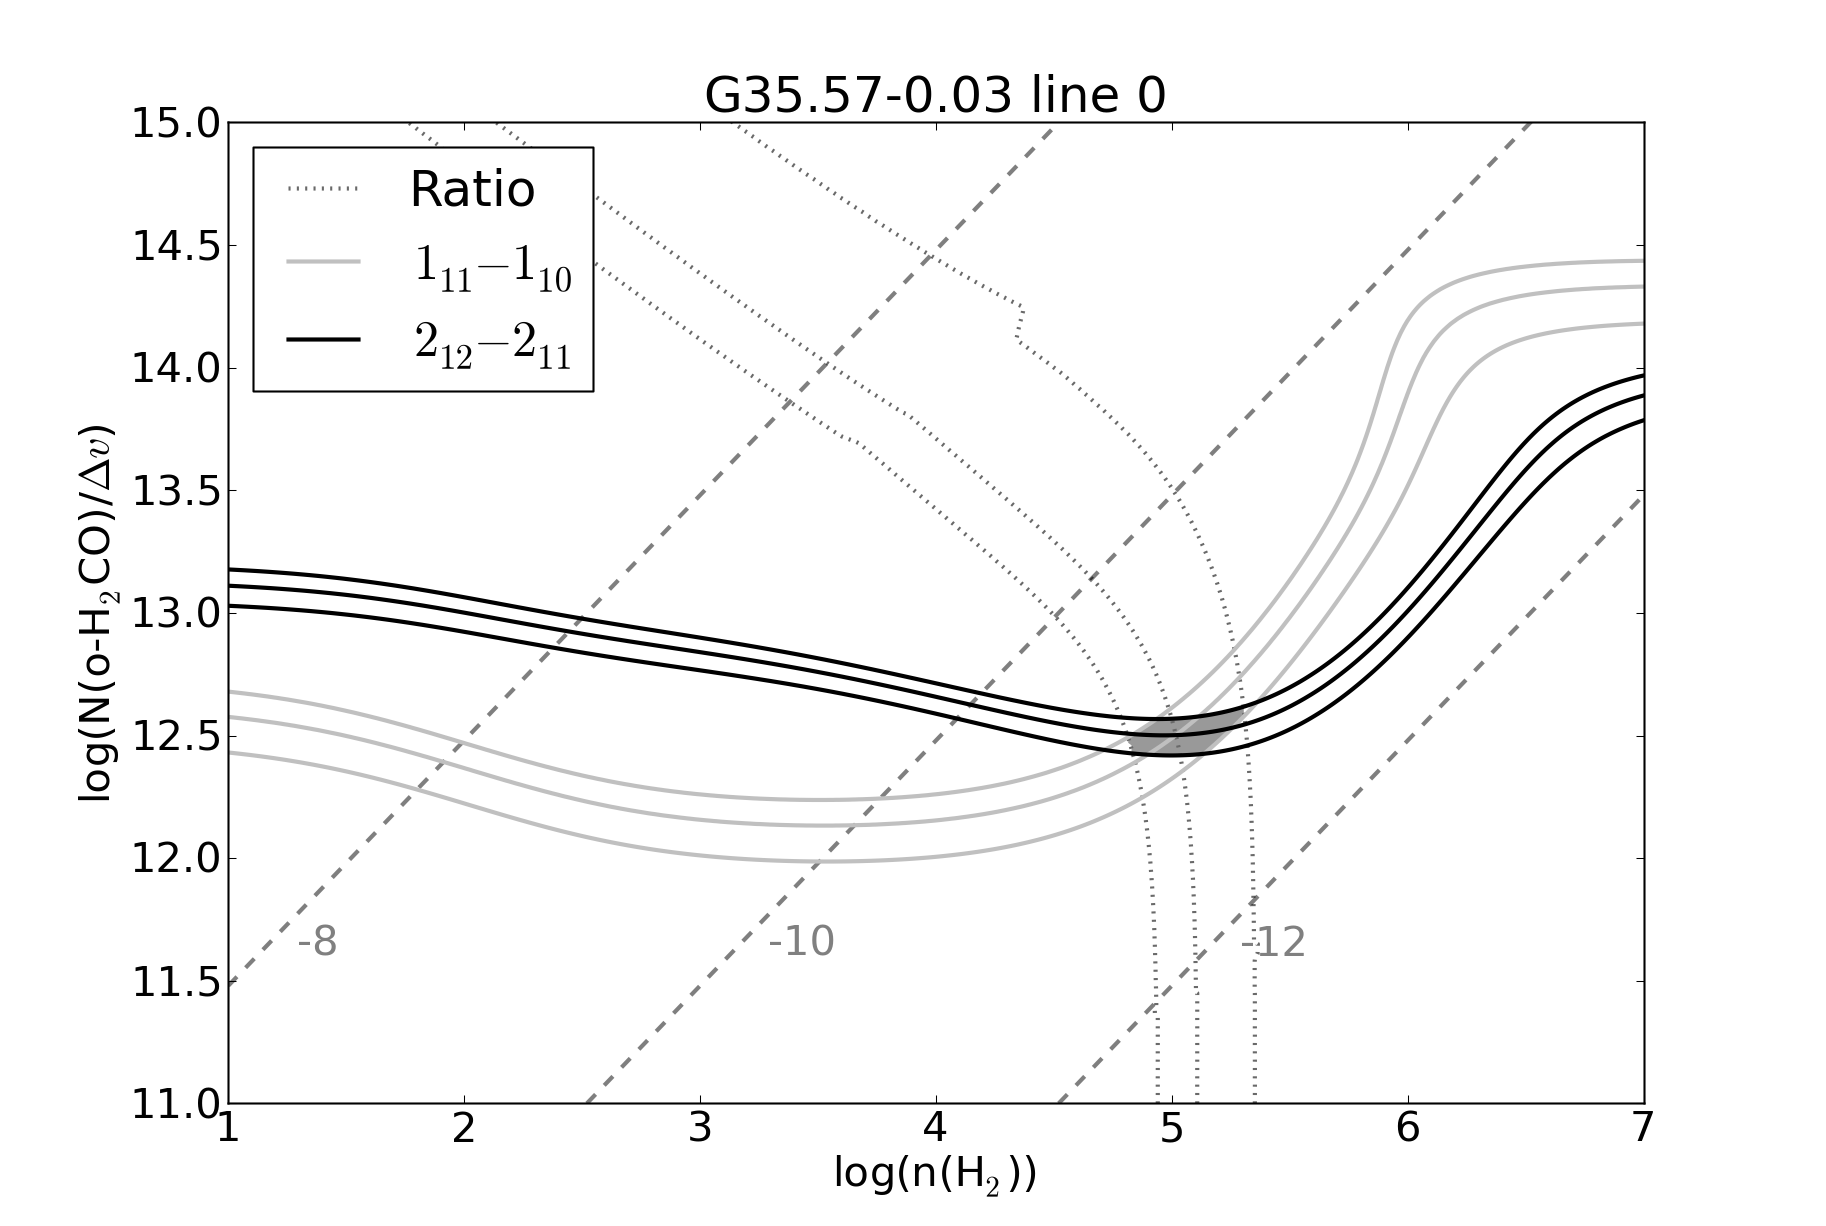 G35.57-0.03 line 0
15.0
14.5
14.0
13.5
13.0
12.5
12.0
11.5
11.0
log(N(o-H₂CO)/Δv)
Ratio
1₁₁−1₁₀
2₁₂−2₁₁
-8
-10
-12
1 2 3 4 5 6 7
log(n(H₂))